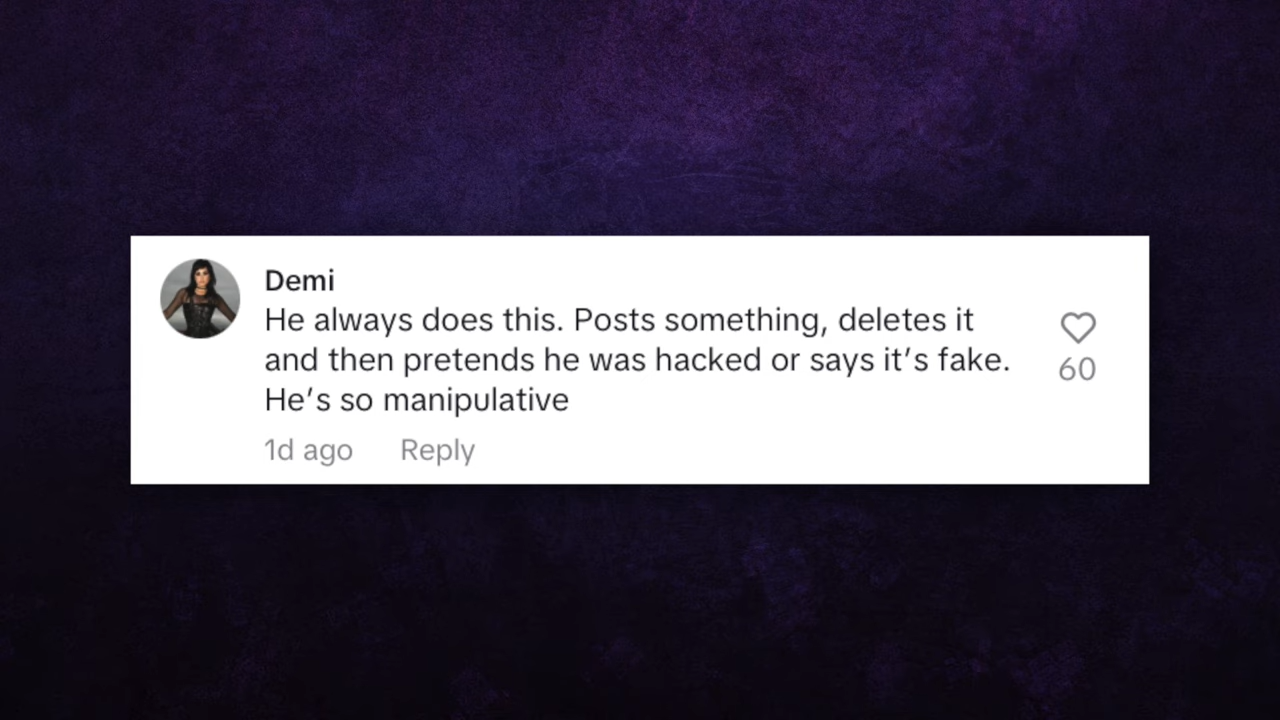 Demi
He always does this. Posts something, deletes it
and then pretends he was hacked or says it’s fake.
He’s so manipulative
60
1d ago Reply